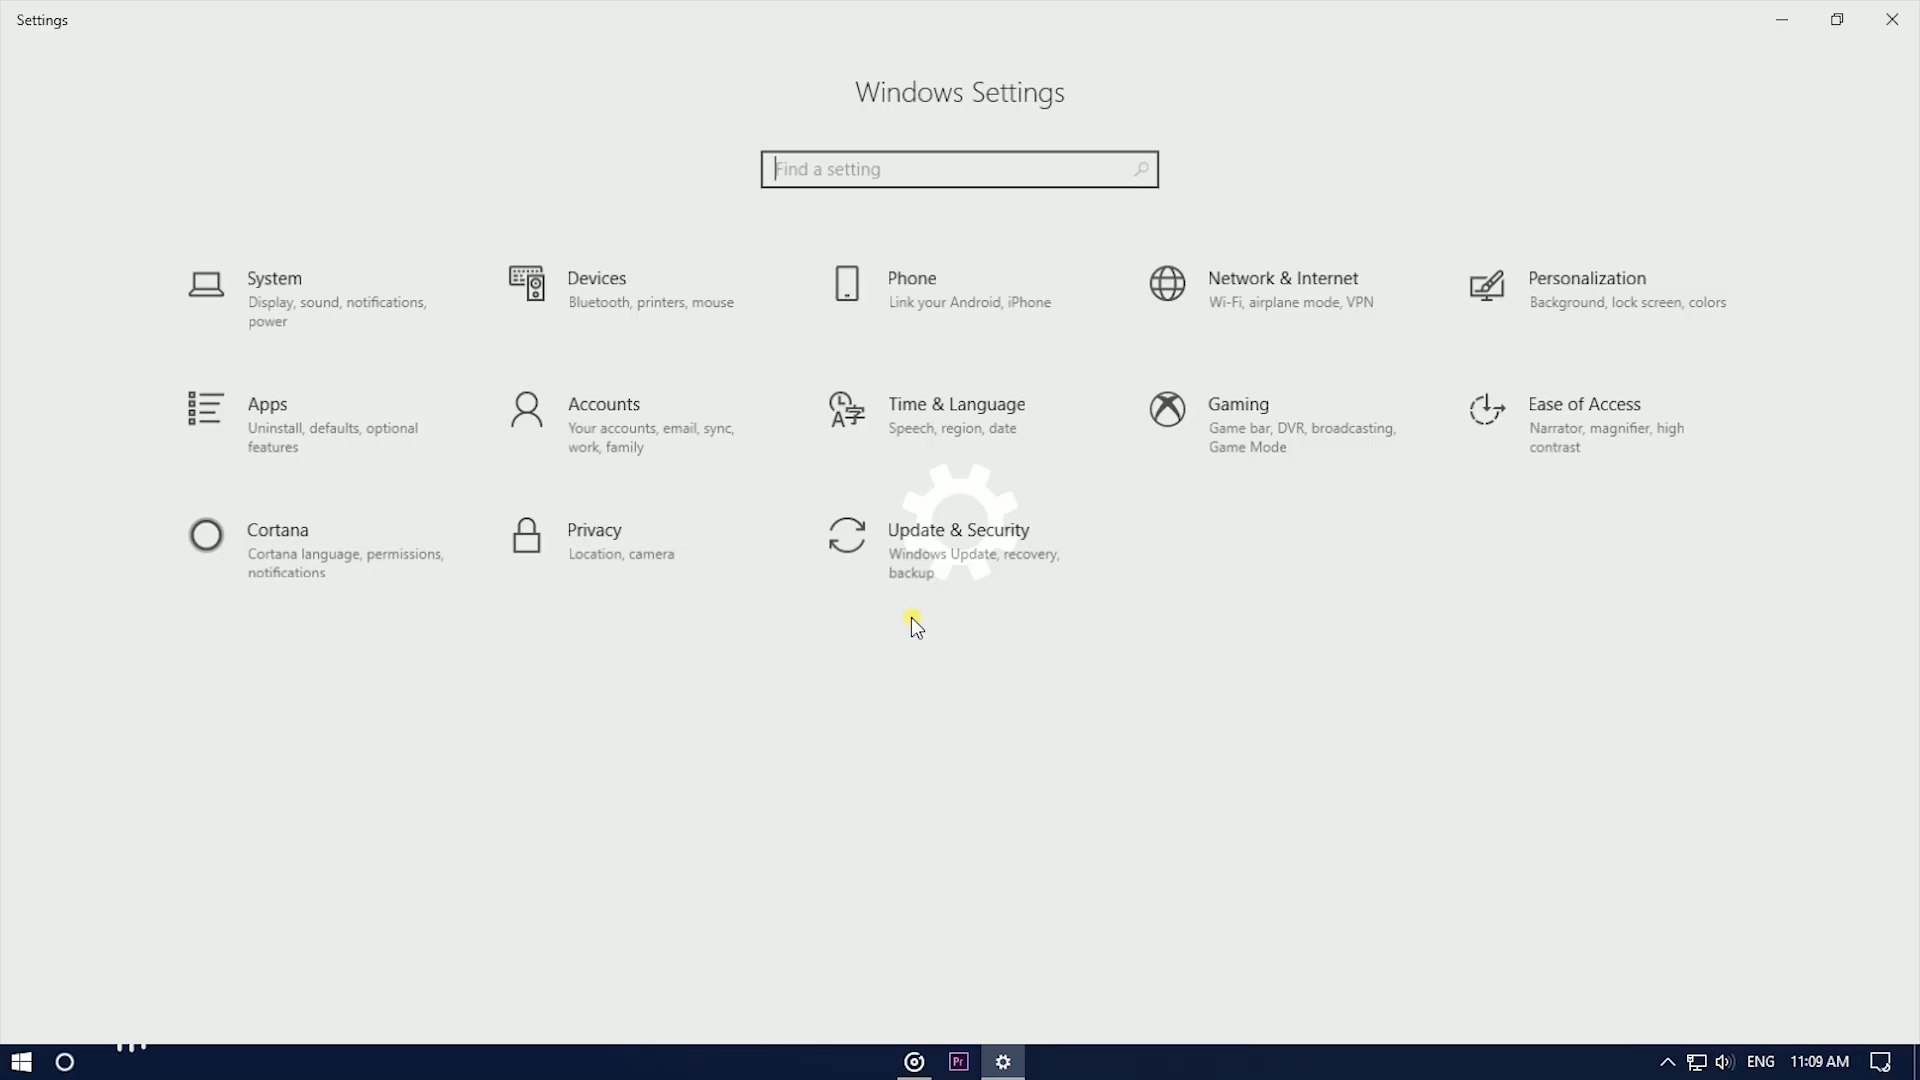 Settings
Windows Settings
Find a setting
System
Display, sound, notifications,
power
Devices
Bluetooth, printers, mouse
Phone
Link your Android, iPhone
Network & Internet
Wi-Fi, airplane mode, VPN
Personalization
Background, lock screen, colors
Apps
Uninstall, defaults, optional
features
Accounts
Your accounts, email, sync,
work, family
Time & Language
Speech, region, date
Gaming
Game bar, DVR, broadcasting,
Game Mode
Ease of Access
Narrator, magnifier, high
contrast
Cortana
Cortana language, permissions,
notifications
Privacy
Location, camera
Update & Security
Windows Update, recovery,
backup
Pr
ENG
11:09 AM